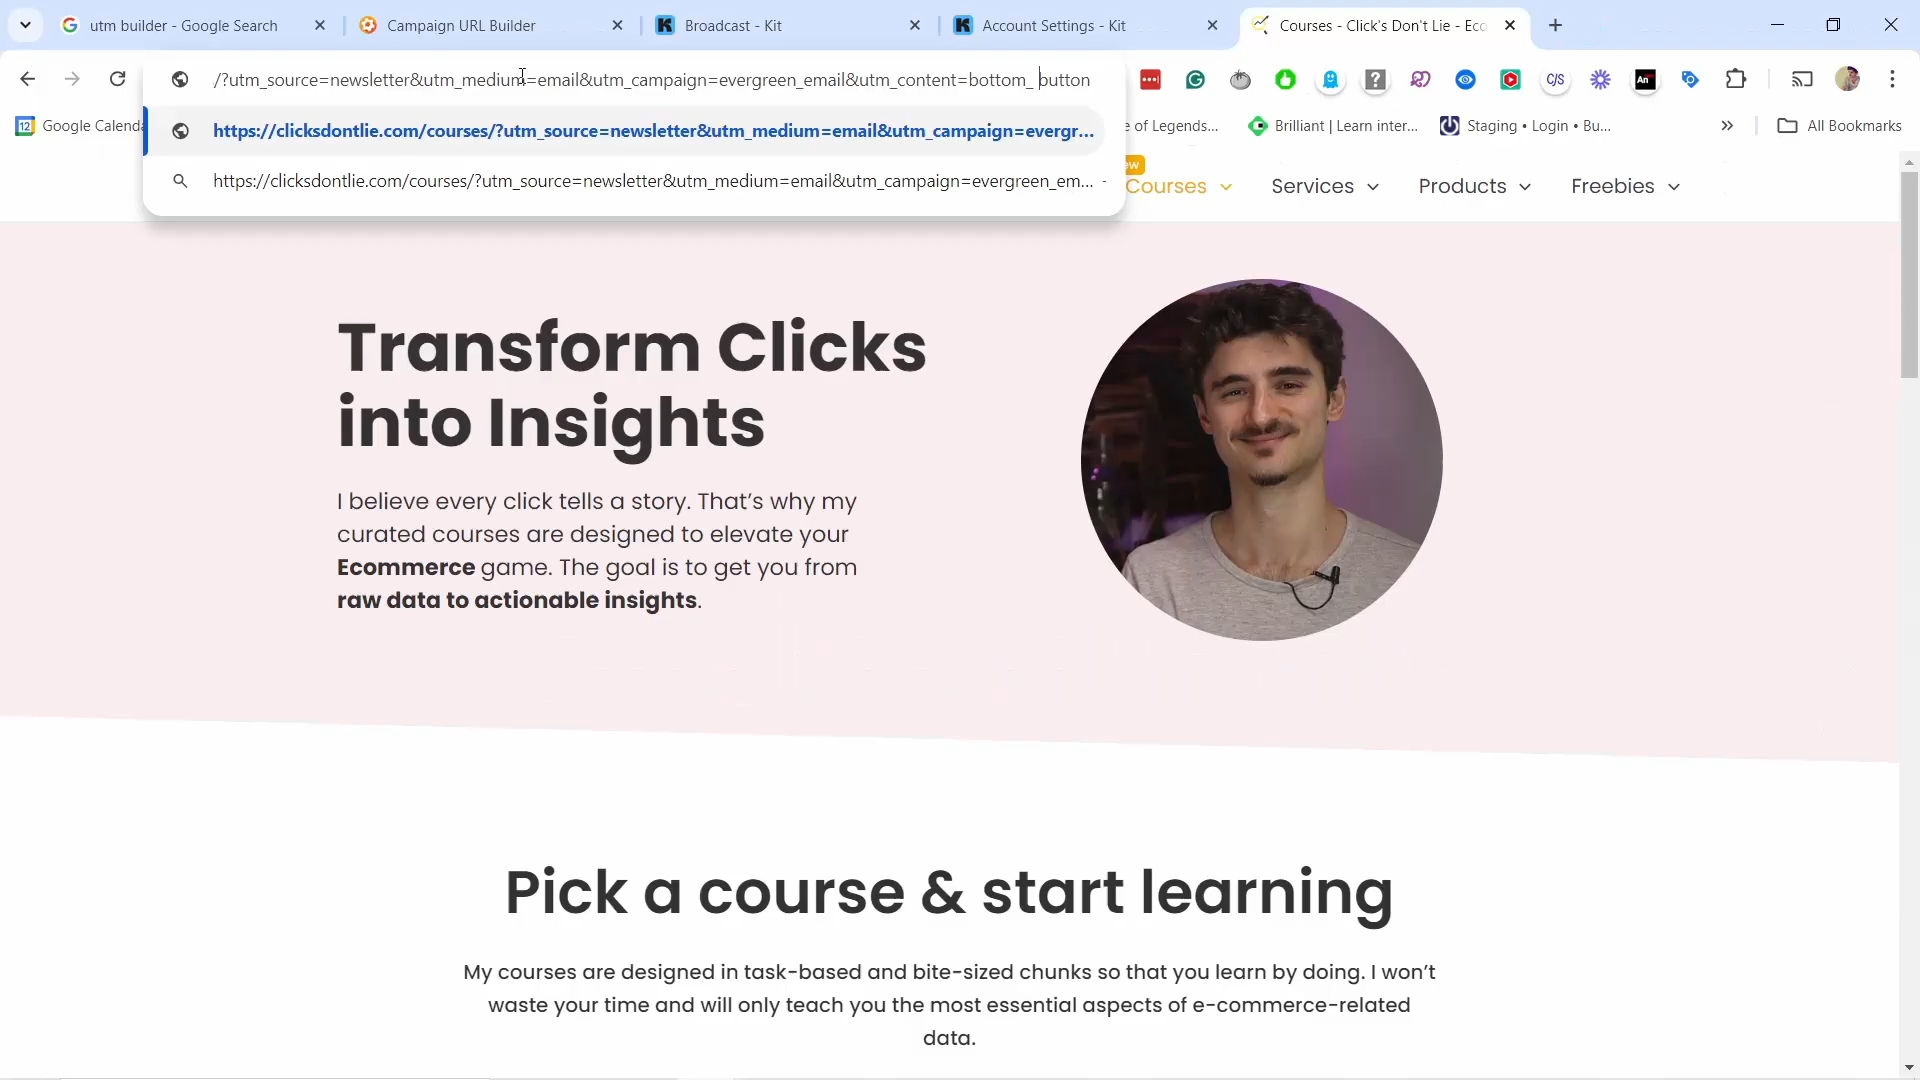 utm builder - Google Search
Campaign URL Builder
Broadcast - Kit
Account Settings - Kit
Courses - Click's Don't Lie - Eco
/?utm_source=newsletter&utm_medium=email&utm_campaign=evergreen_email&utm_content=bottom_ button
https://clicksdontlie.com/courses/?utm_source=newsletter&utm_medium=email&utm_campaign=evergr...
https://clicksdontlie.com/courses/?utm_source=newsletter&utm_medium=email&utm_campaign=evergreen_em... -
12 Google Calenda
e of Legends...
Brilliant | Learn inter...
Staging • Login • Bu...
All Bookmarks
Courses
Services
Products
Freebies
Transform Clicks
into Insights
I believe every click tells a story. That's why my
curated courses are designed to elevate your
Ecommerce game. The goal is to get you from
raw data to actionable insights.
Pick a course & start learning
My courses are designed in task-based and bite-sized chunks so that you learn by doing. I won't
waste your time and will only teach you the most essential aspects of e-commerce-related
data.